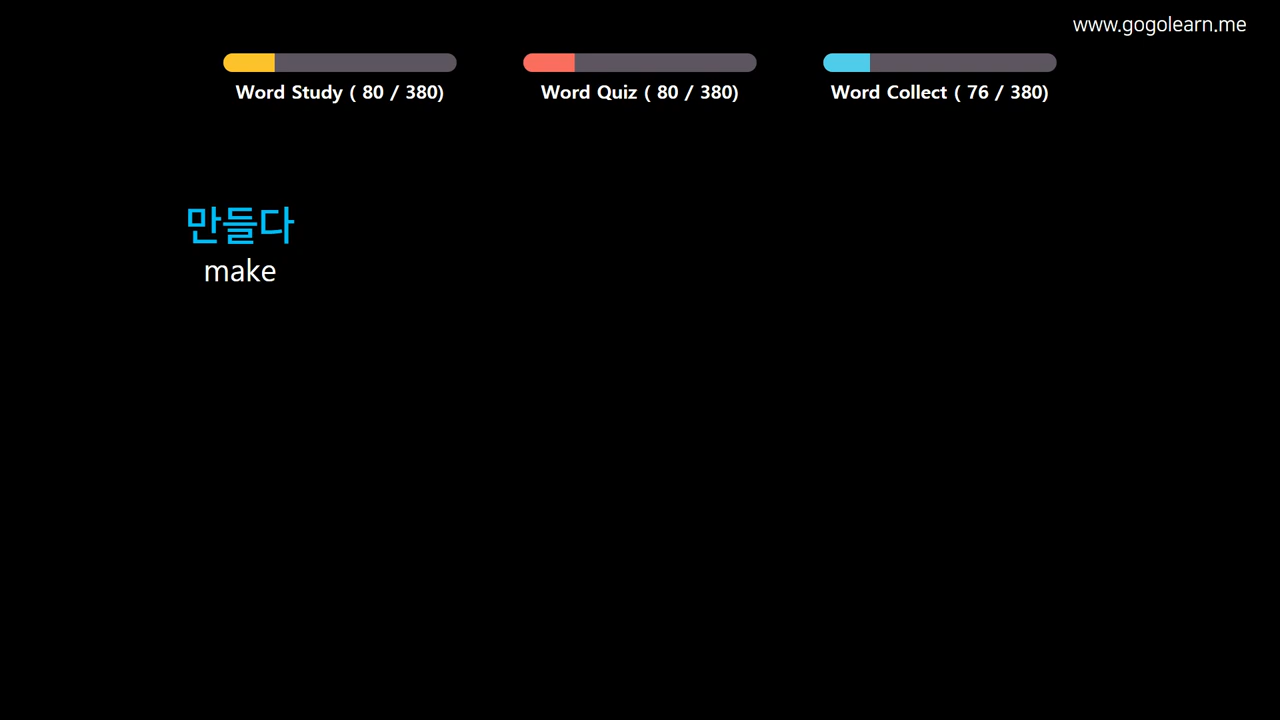 www.gogolearn.me
Word Study ( 80 / 380)
Word Quiz ( 80 / 380)
Word Collect ( 76 / 380)
만들다
make